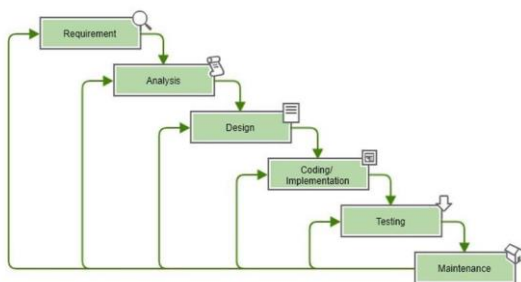 Requirement
Analysis
Design
Coding/
Implementation
Testing
Maintenance